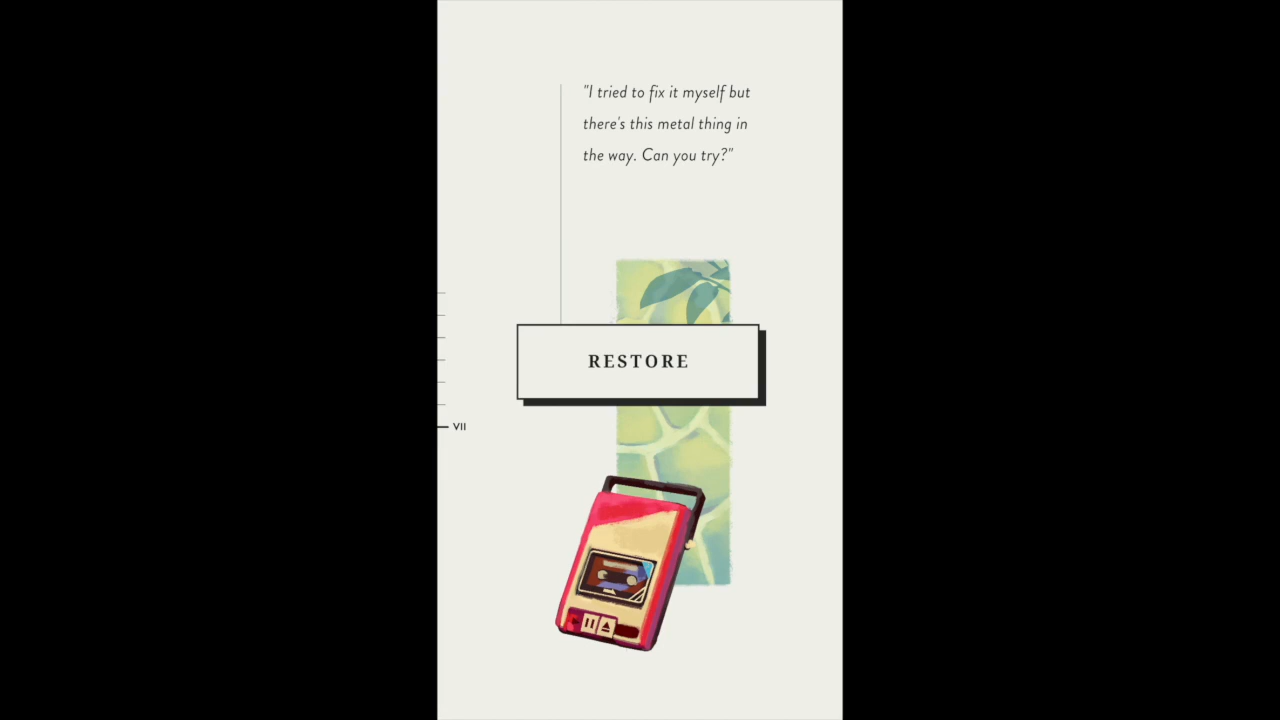 "I tried to fix it myself but
there's this metal thing in
the way. Can you try?"
RESTORE
VII